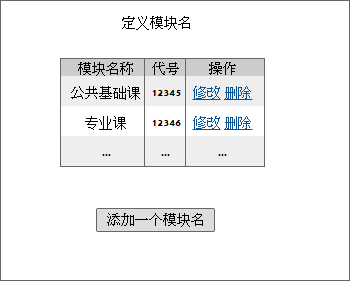 定义模块名
模块名称 代号 操作
公共基础课 12345 修改 删除
专业课 12346 修改 删除
... ... ...
添加一个模块名